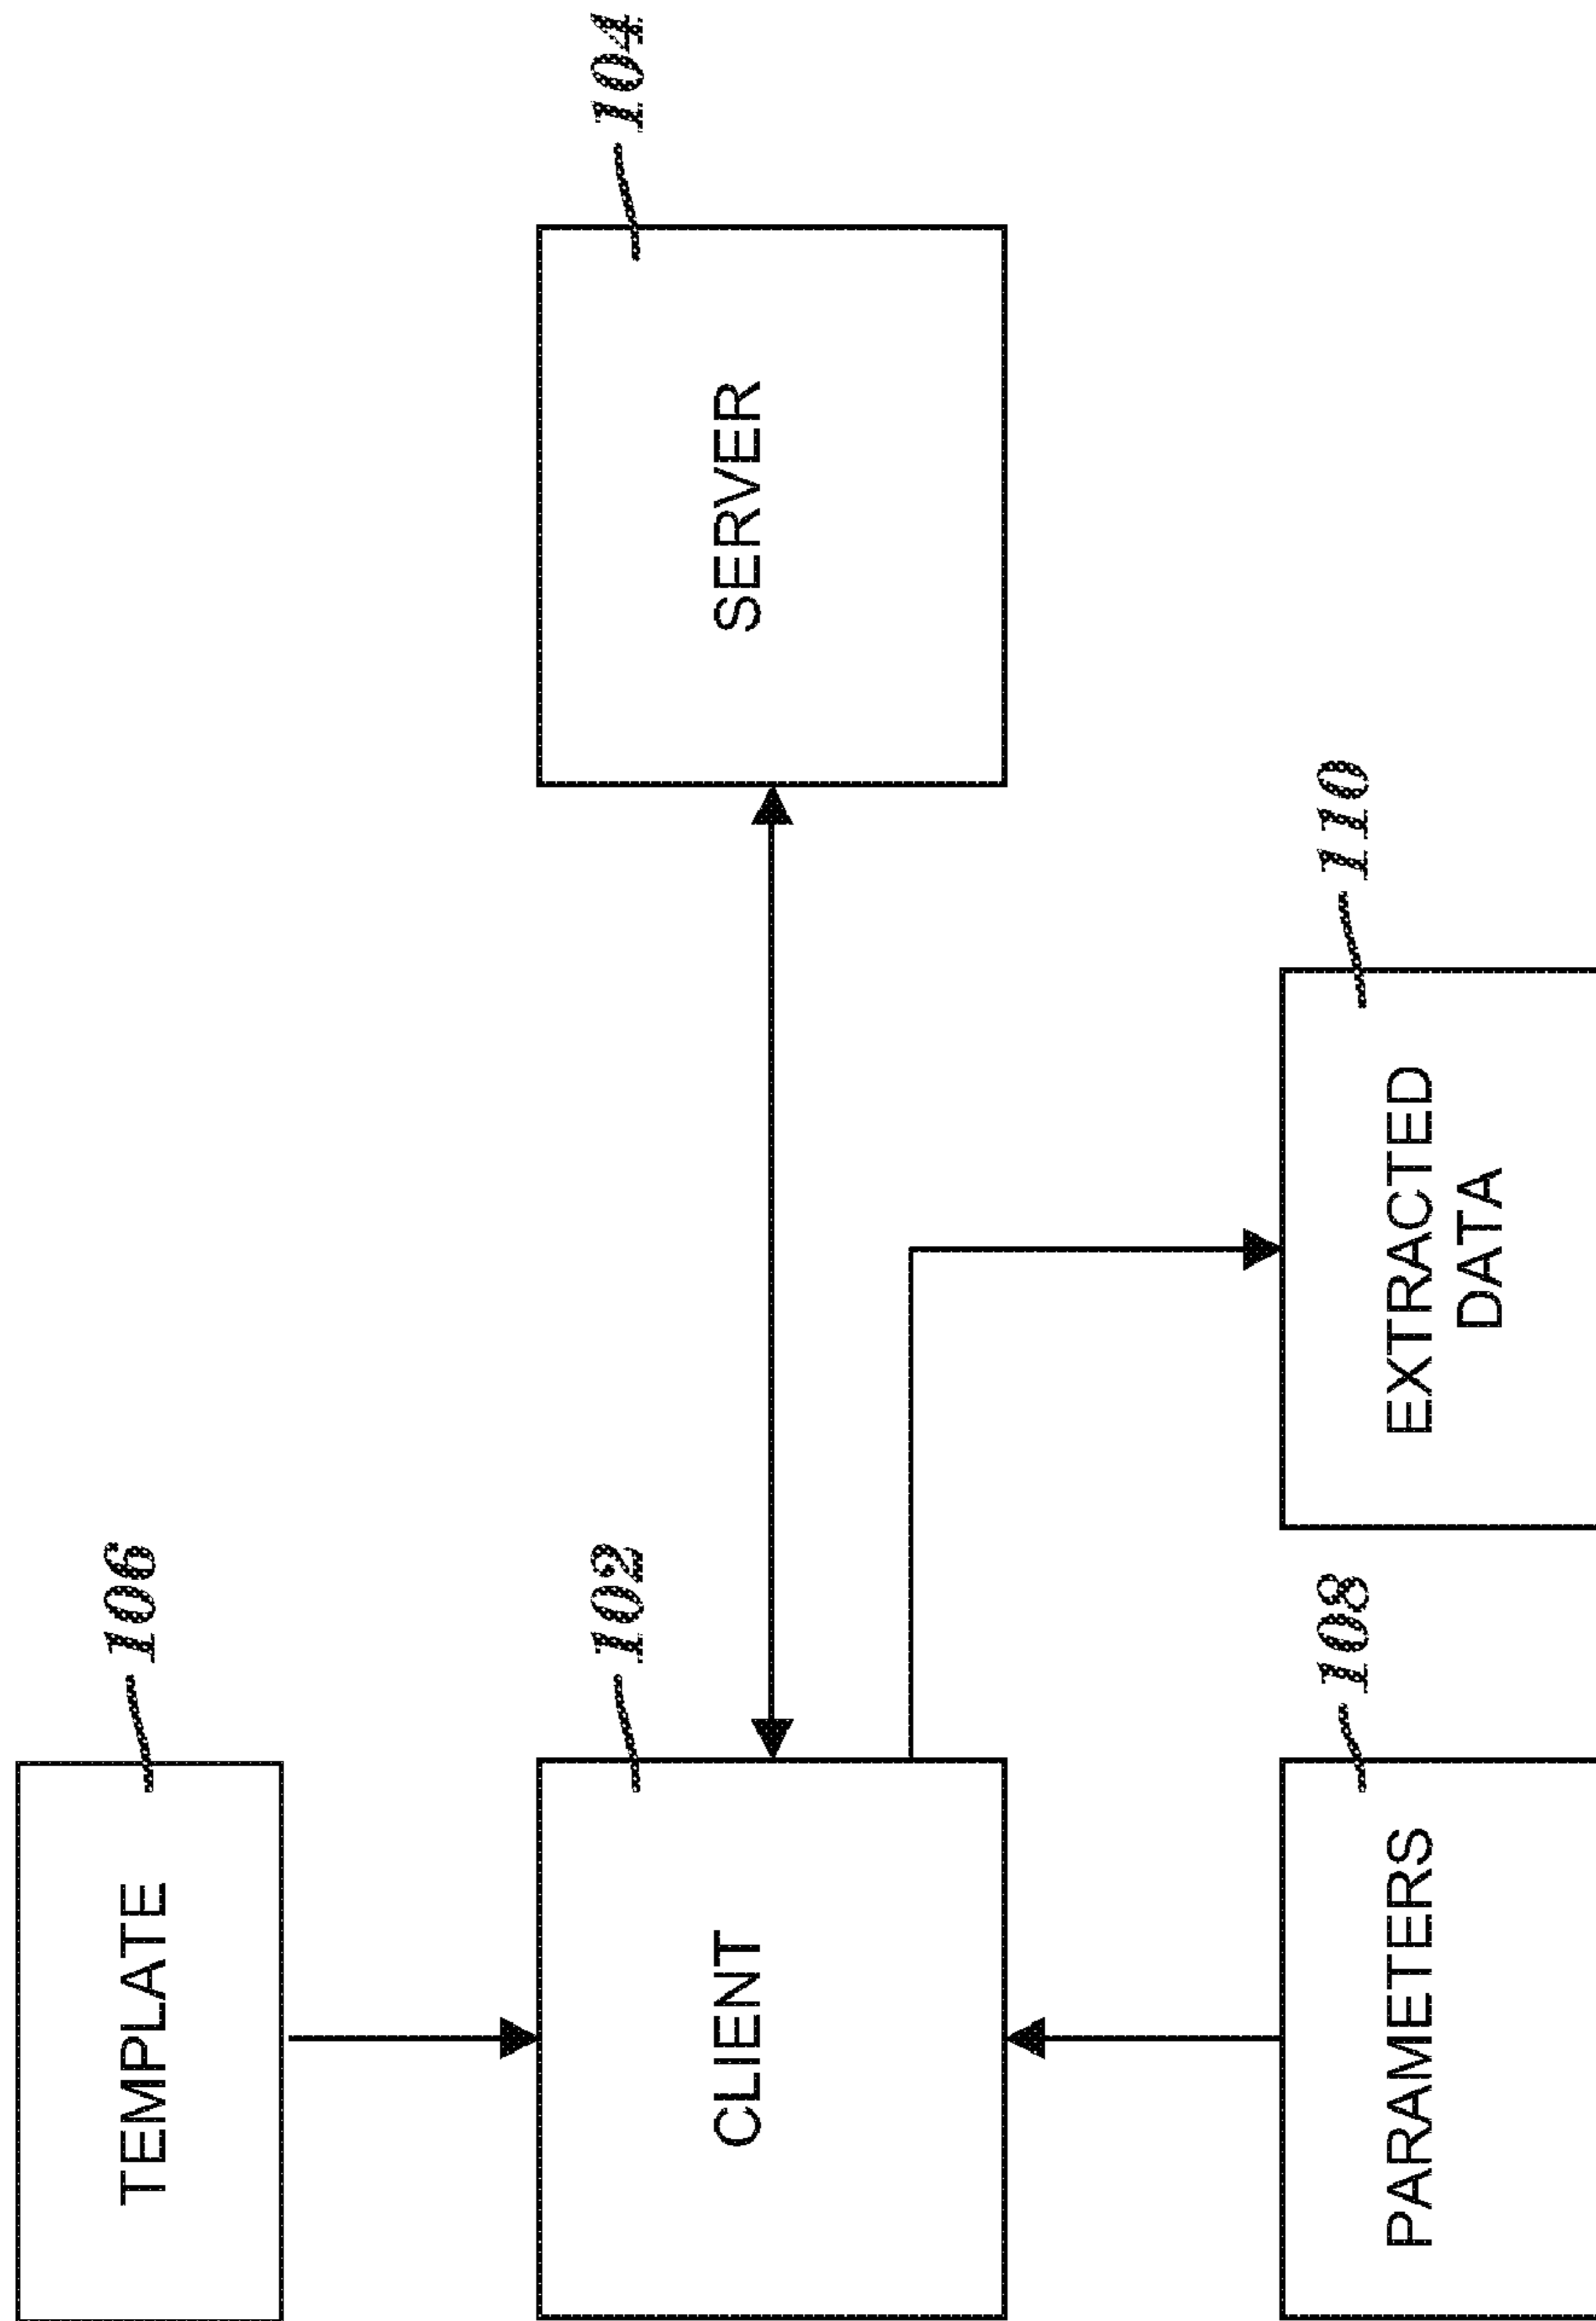 TEMPLATE
106
CLIENT
102
SERVER
104
PARAMETERS
108
EXTRACTED
DATA
110